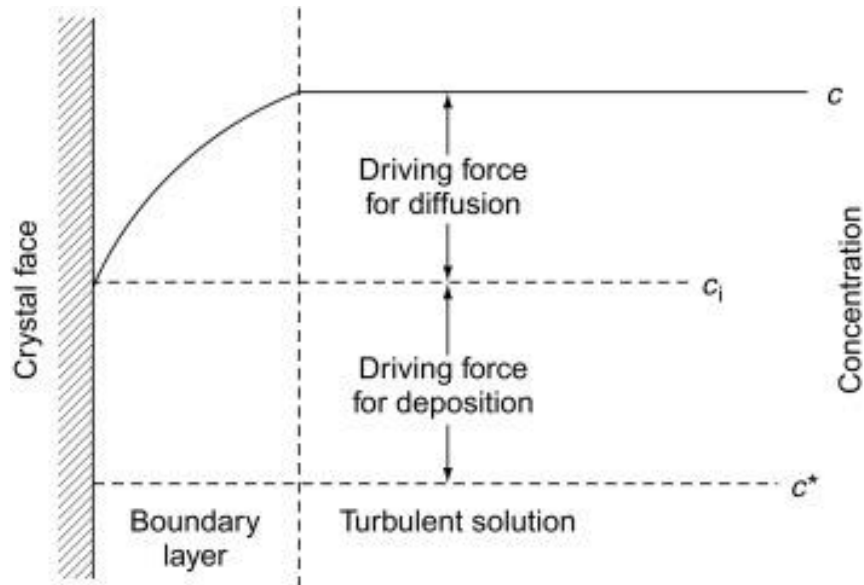 c
Driving force
for diffusion
Crystal face
Concentration
cᵢ
Driving force
for deposition
c*
Boundary
layer
Turbulent solution